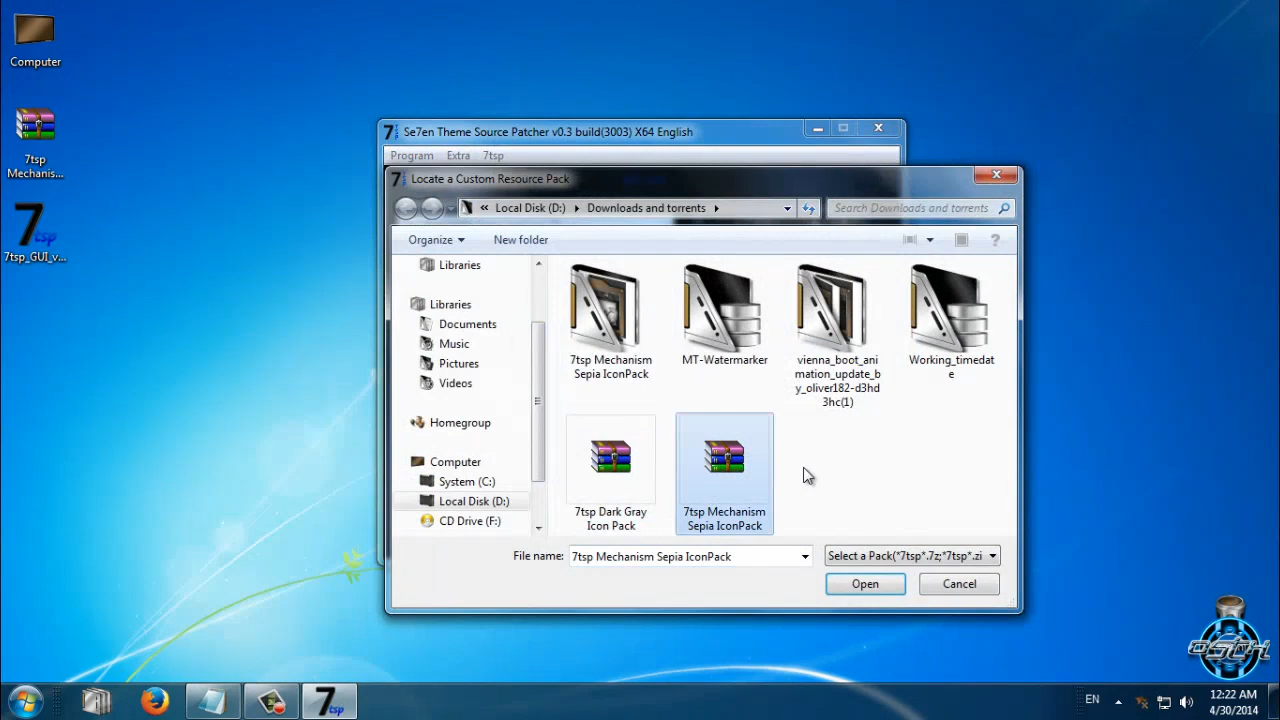 Computer
7tsp
Mechanis...
7tsp_GUI_v...
Se7en Theme Source Patcher v0.3 build(3003) X64 English
Program Extra 7tsp
Locate a Custom Resource Pack
« Local Disk (D:) Downloads and torrents
Search Downloads and torrents
Organize New folder
Libraries
Libraries
Documents
Music
Pictures
Videos
Homegroup
Computer
System (C:)
Local Disk (D:)
CD Drive (F:)
7tsp Mechanism
Sepia IconPack
MT-Watermarker
vienna_boot_ani
mation_update_b
y_oliver182-d3hd
3hc(1)
Working_timedat
e
7tsp Dark Gray
Icon Pack
7tsp Mechanism
Sepia IconPack
File name: 7tsp Mechanism Sepia IconPack
Select a Pack(*7tsp*.7z;*7tsp*.zi
Open Cancel
7tsp
EN
12:22 AM
4/30/2014